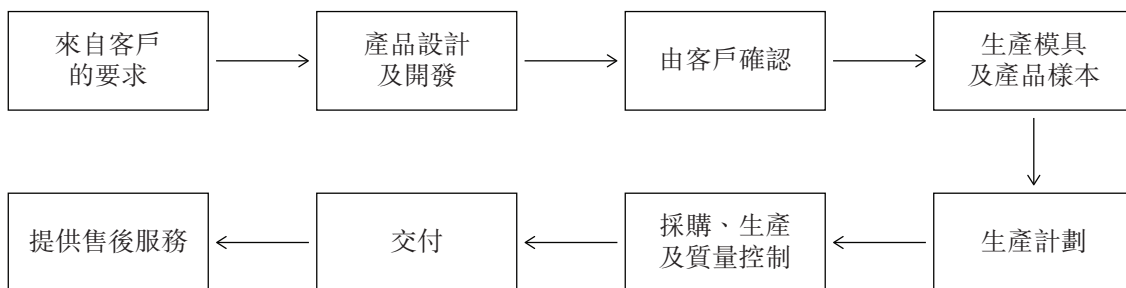 來自客戶
的要求
產品設計
及開發
由客戶確認
生產模具
及產品樣本
生產計劃
採購、生產
及質量控制
交付
提供售後服務